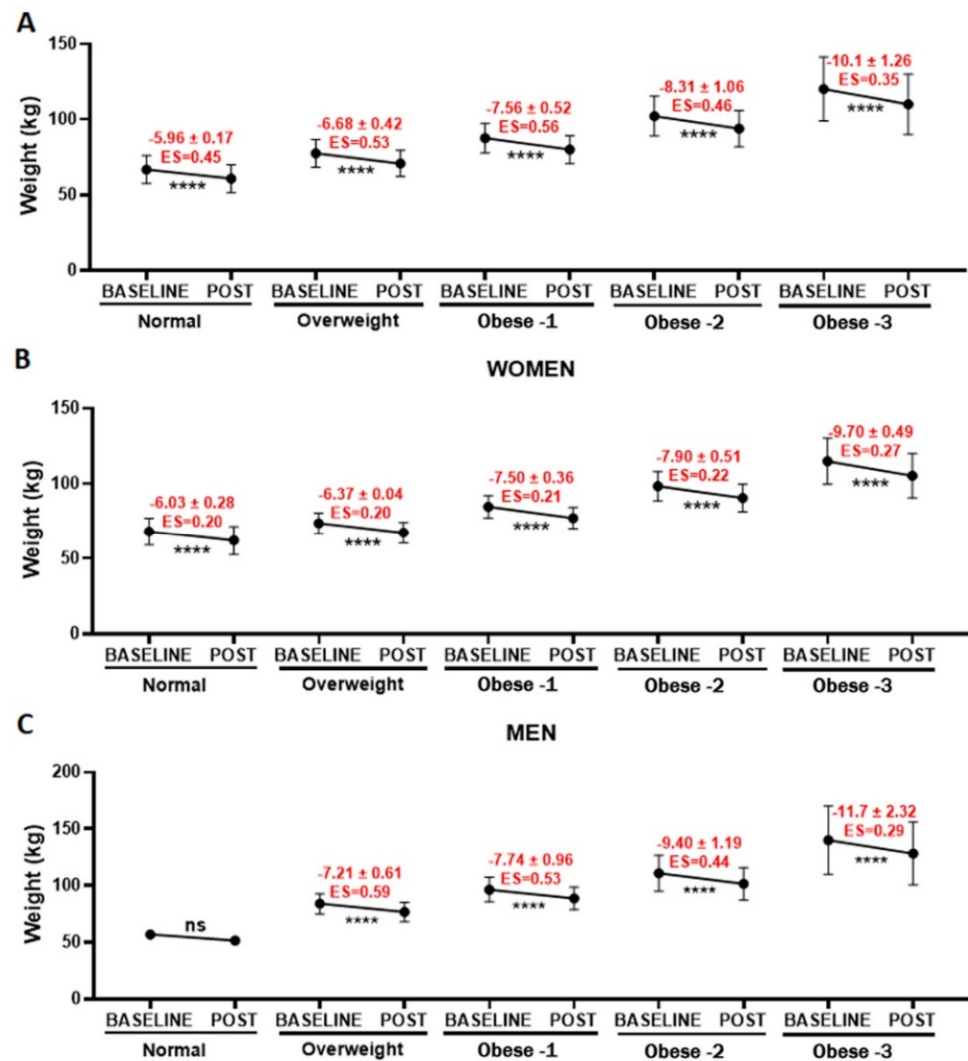 A
150
100
50
0
Weight (kg)
-5.96 ± 0.17
ES=0.45
****
-6.68 ± 0.42
ES=0.53
****
-7.56 ± 0.52
ES=0.56
****
-8.31 ± 1.06
ES=0.46
****
-10.1 ± 1.26
ES=0.35
****
BASELINE POST BASELINE POST BASELINE POST BASELINE POST BASELINE POST
Normal Overweight Obese -1 Obese -2 Obese -3
B
WOMEN
150
100
50
0
Weight (kg)
-6.03 ± 0.28
ES=0.20
****
-6.37 ± 0.04
ES=0.20
****
-7.50 ± 0.36
ES=0.21
****
-7.90 ± 0.51
ES=0.22
****
-9.70 ± 0.49
ES=0.27
****
BASELINE POST BASELINE POST BASELINE POST BASELINE POST BASELINE POST
Normal Overweight Obese -1 Obese -2 Obese -3
C
MEN
200
150
100
50
0
Weight (kg)
ns
-7.21 ± 0.61
ES=0.59
****
-7.74 ± 0.96
ES=0.53
****
-9.40 ± 1.19
ES=0.44
****
-11.7 ± 2.32
ES=0.29
****
BASELINE POST BASELINE POST BASELINE POST BASELINE POST BASELINE POST
Normal Overweight Obese -1 Obese -2 Obese -3